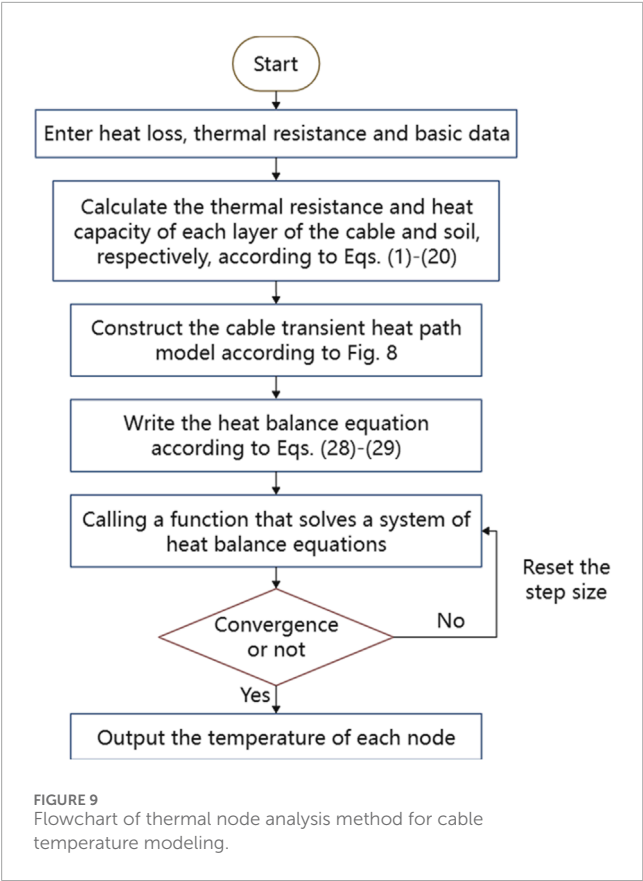 Start
Enter heat loss, thermal resistance and basic data
Calculate the thermal resistance and heat
capacity of each layer of the cable and soil,
respectively, according to Eqs. (1)-(20)
Construct the cable transient heat path
model according to Fig. 8
Write the heat balance equation
according to Eqs. (28)-(29)
Calling a function that solves a system of
heat balance equations
Reset the
step size
Convergence
or not
No
Yes
Output the temperature of each node
FIGURE 9
Flowchart of thermal node analysis method for cable
temperature modeling.